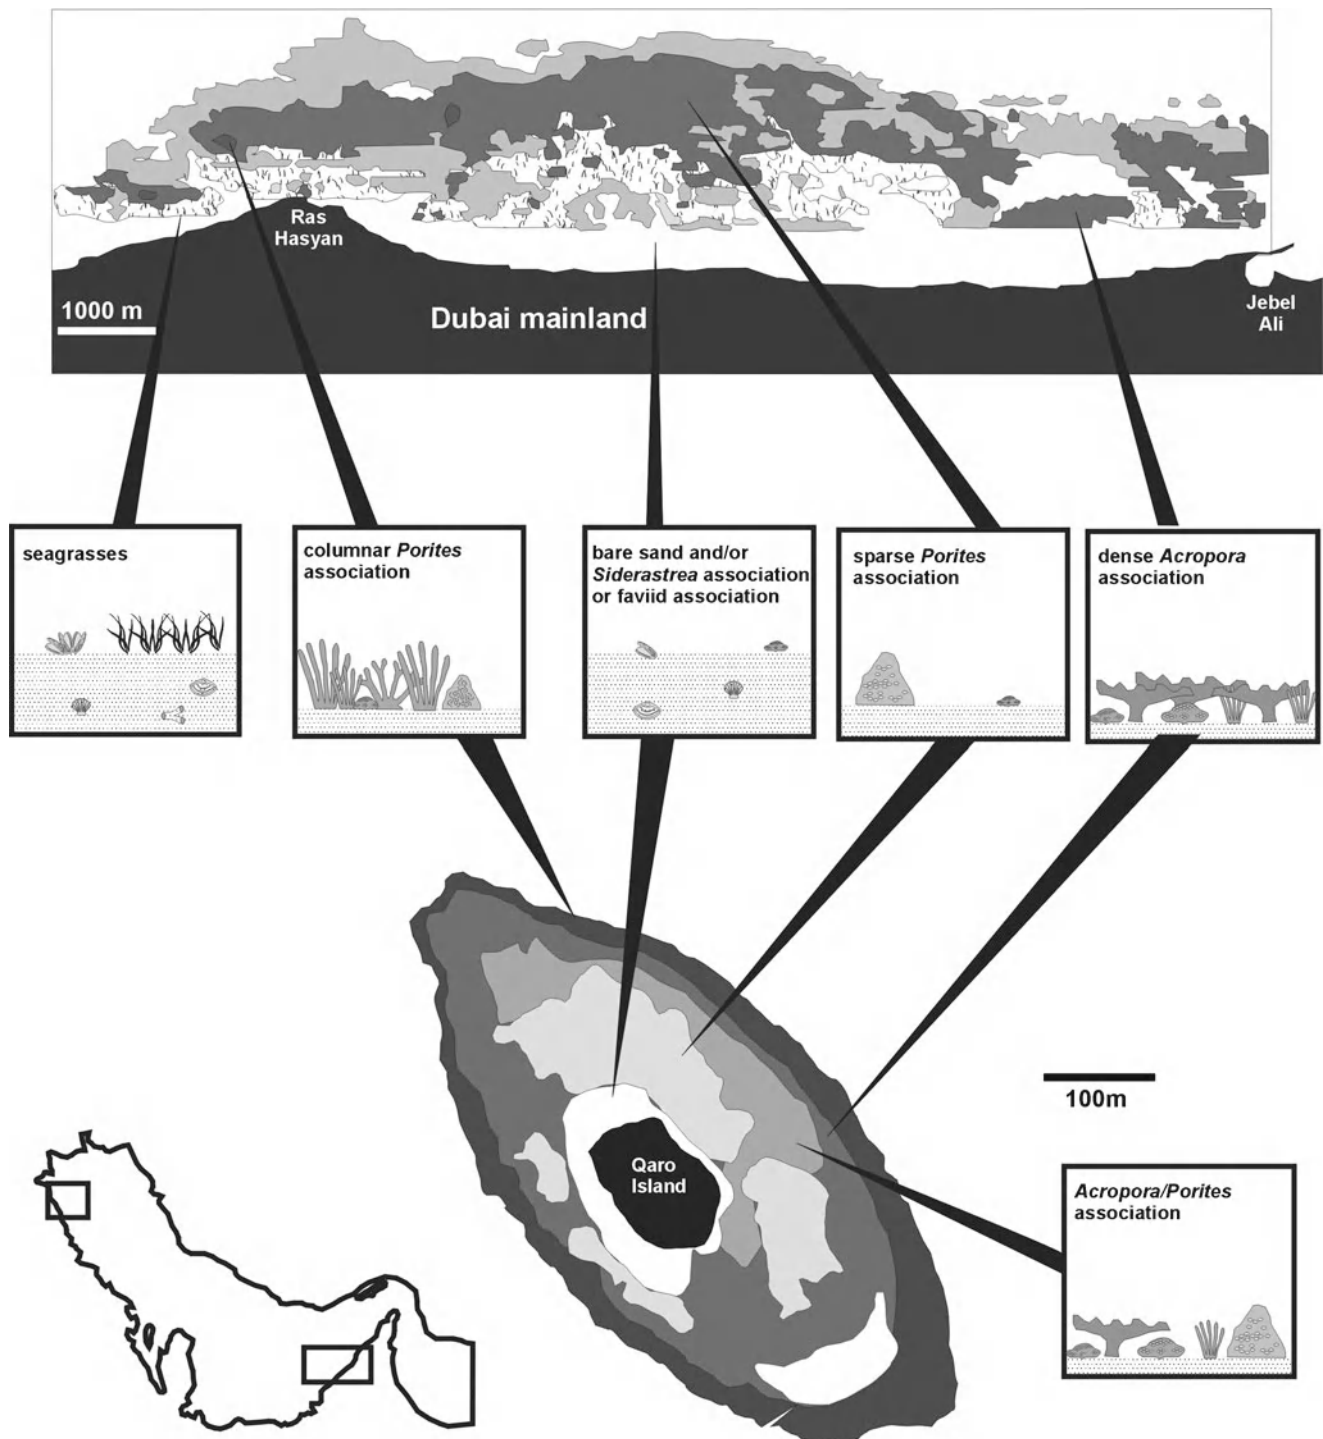 Ras
Hasyan
1000 m
Dubai mainland
Jebel
Ali
seagrasses
columnar Porites
association
bare sand and/or
Siderastrea association
or faviid association
sparse Porites
association
dense Acropora
association
100m
Qaro
Island
Acropora/Porites
association